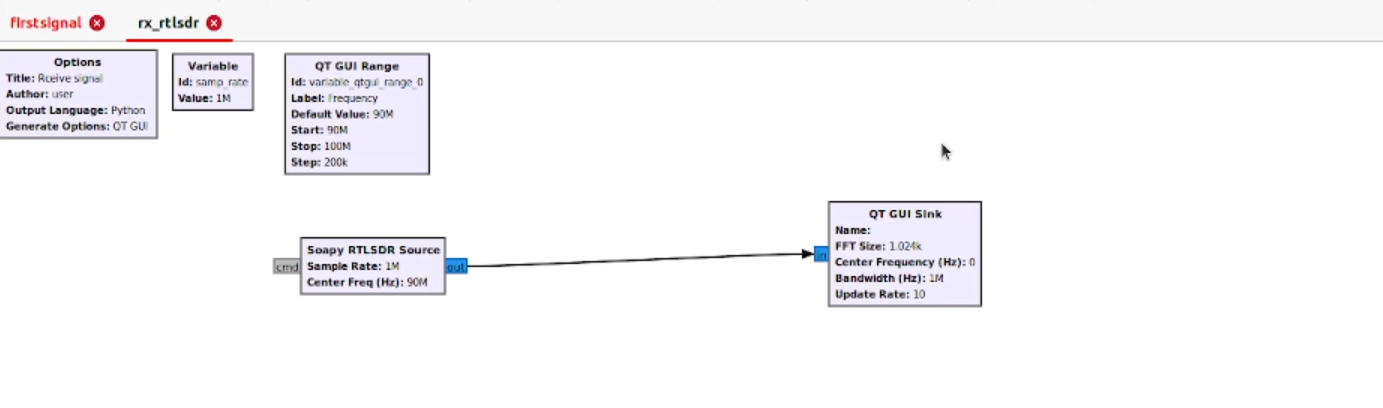 firstsignal
rx_rtlsdr
Options
Title: Rceive signal
Author: user
Output Language: Python
Generate Options: QT GUI
Variable
Id: samp_rate
Value: 1M
QT GUI Range
Id: variable_qtgui_range_0
Label: Frequency
Default Value: 90M
Start: 90M
Stop: 100M
Step: 200k
cmd
Soapy RTLSDR Source
Sample Rate: 1M
Center Freq (Hz): 90M
out
in
QT GUI Sink
Name:
FFT Size: 1.024k
Center Frequency (Hz): 0
Bandwidth (Hz): 1M
Update Rate: 10